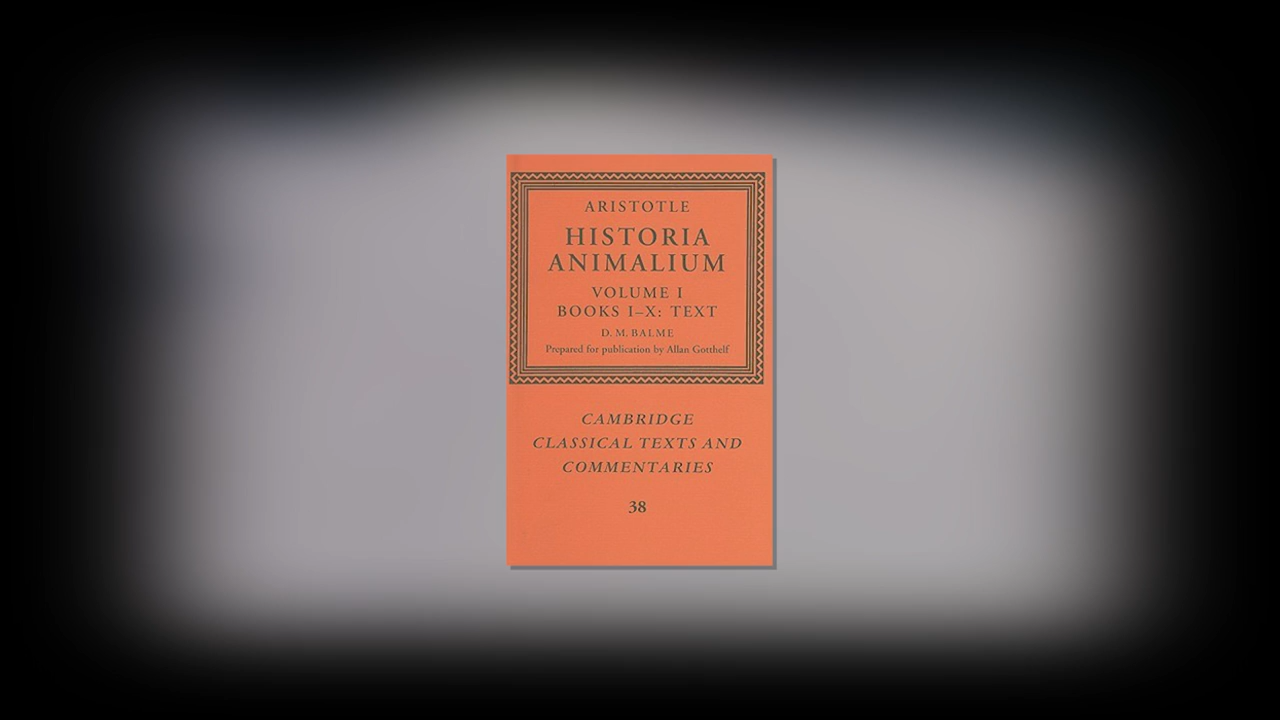 ARISTOTLE
HISTORIA
ANIMALIUM
VOLUME I
BOOKS I–X: TEXT
D. M. BALME
Prepared for publication by Allan Gotthelf
CAMBRIDGE
CLASSICAL TEXTS AND
COMMENTARIES
38